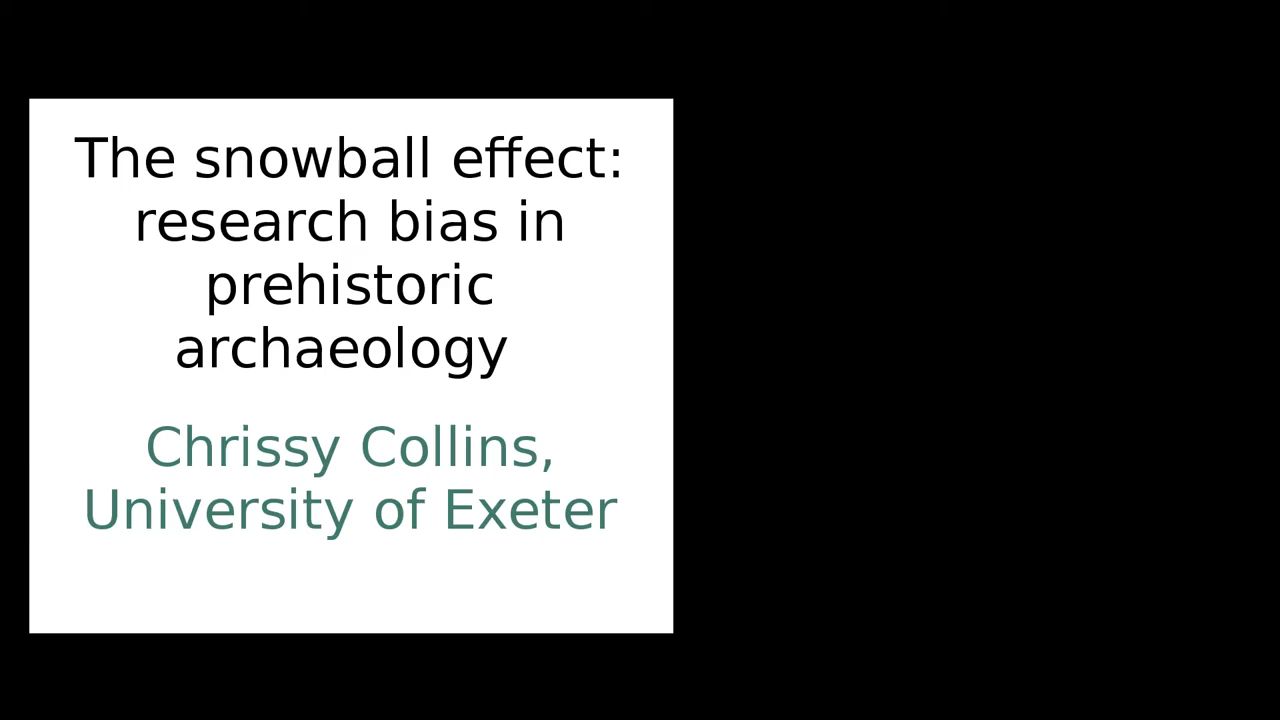 The snowball effect:
research bias in
prehistoric
archaeology
Chrissy Collins,
University of Exeter